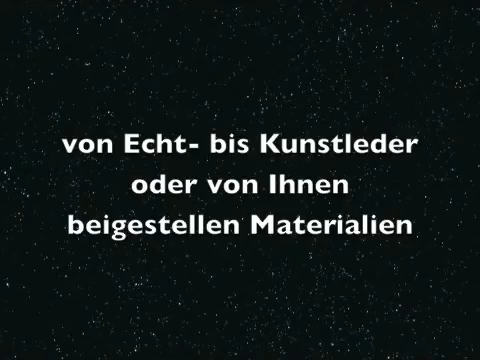 von Echt- bis Kunstleder
oder von Ihnen
beigestellen Materialien